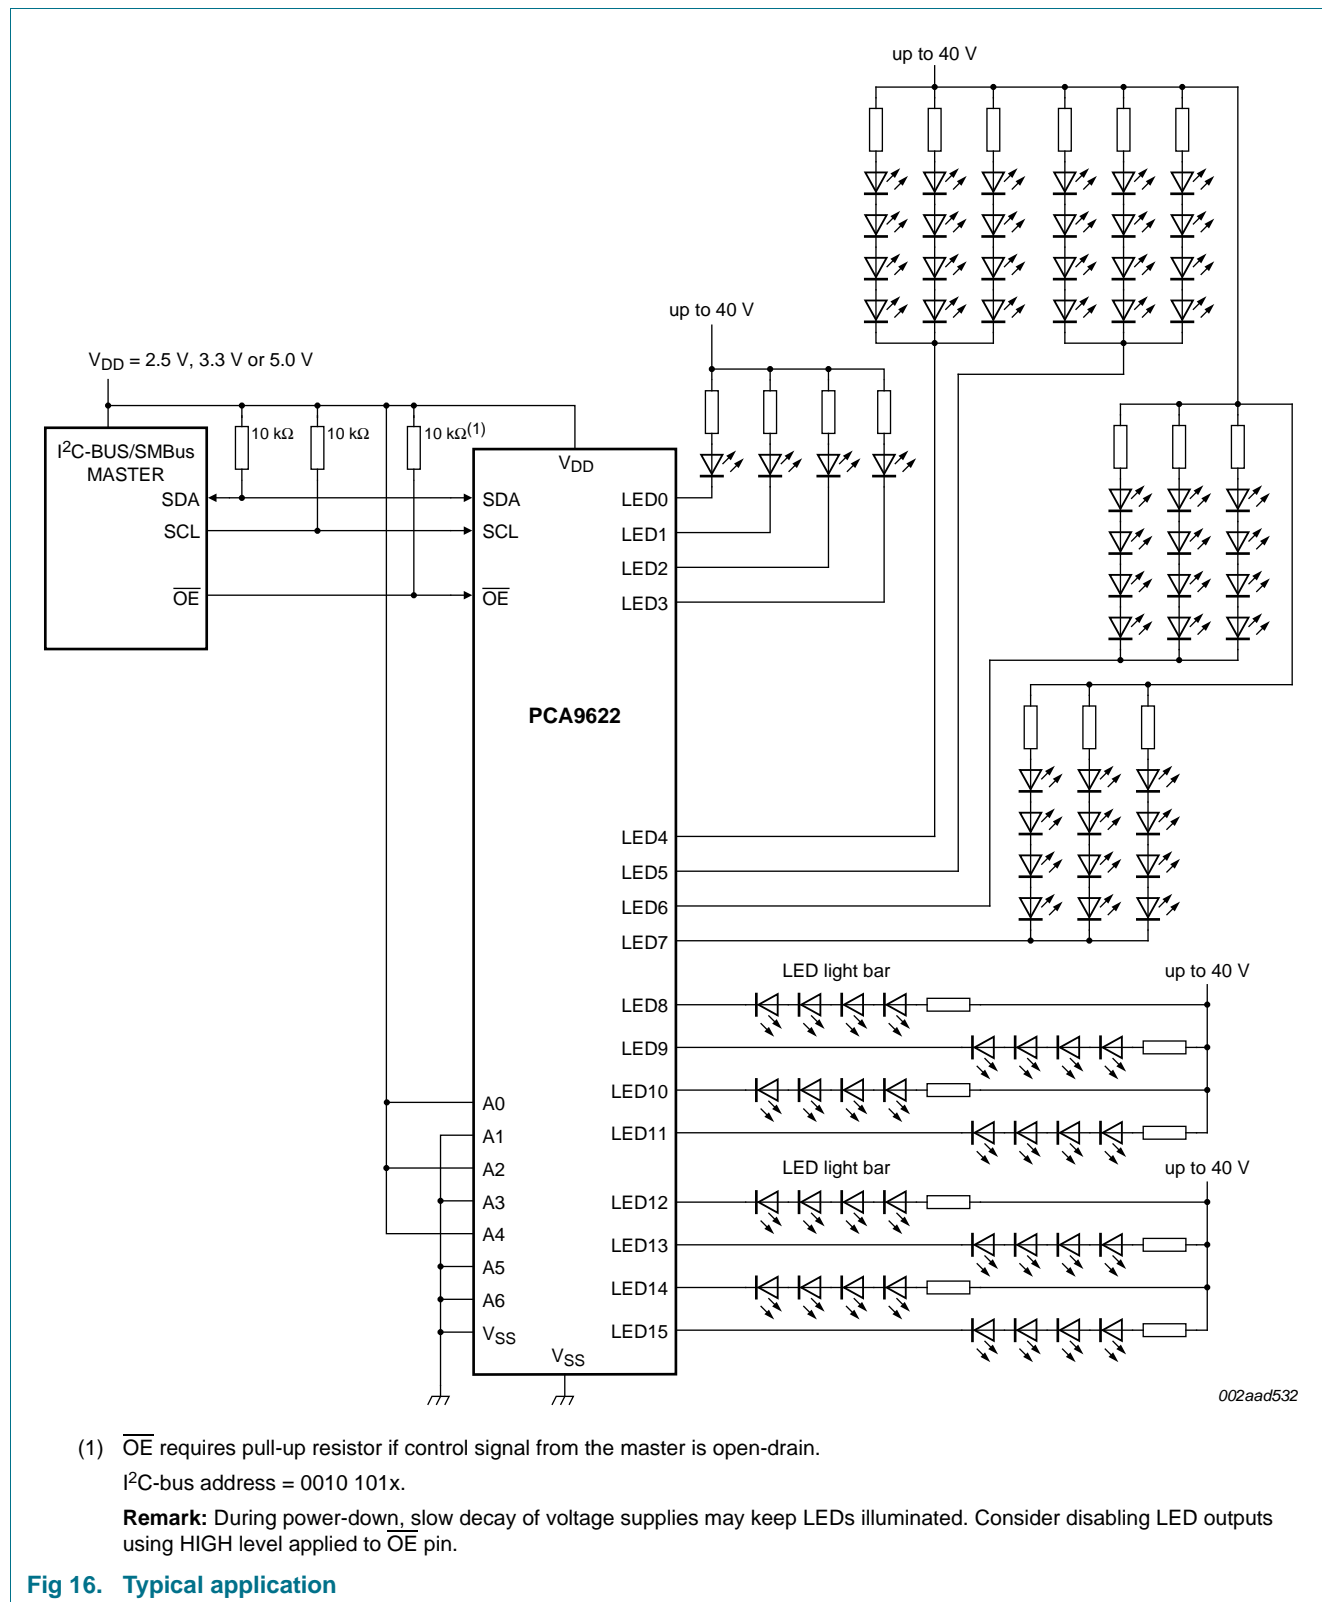 up to 40 V
up to 40 V
VDD = 2.5 V, 3.3 V or 5.0 V
10 kΩ
10 kΩ
10 kΩ(1)
I2C-BUS/SMBus
MASTER
SDA
SCL
OE
VDD
SDA
SCL
OE
LED0
LED1
LED2
LED3
PCA9622
LED4
LED5
LED6
LED7
LED light bar
up to 40 V
LED8
LED9
LED10
LED11
A0
A1
A2
A3
A4
A5
A6
VSS
VSS
LED light bar
up to 40 V
LED12
LED13
LED14
LED15
002aad532
(1) OE requires pull-up resistor if control signal from the master is open-drain.
I2C-bus address = 0010 101x.
Remark: During power-down, slow decay of voltage supplies may keep LEDs illuminated. Consider disabling LED outputs
using HIGH level applied to OE pin.
Fig 16. Typical application